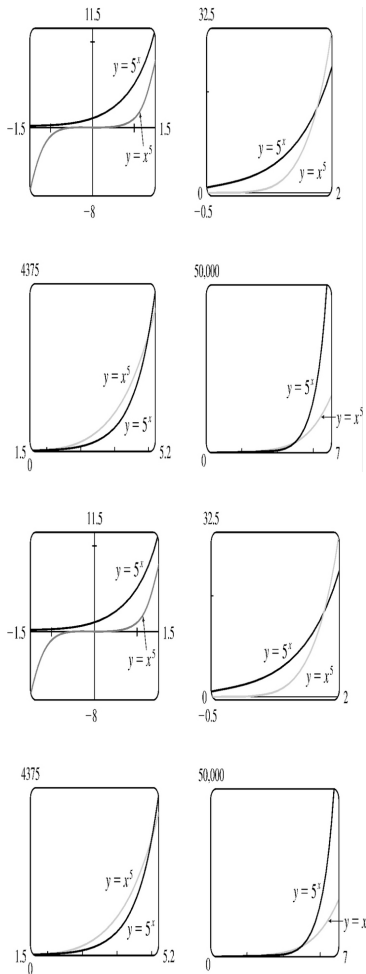 11.5
32.5
y = 5^x
y = 5^x
−1.5
1.5
y = x^5
y = x^5
0
2
−8
−0.5
4375
50,000
y = x^5
y = 5^x
y = 5^x
y = x^5
1.5
5.2
0
0
7
11.5
32.5
y = 5^x
y = 5^x
−1.5
1.5
y = x^5
y = x^5
0
2
−8
−0.5
4375
50,000
y = x^5
y = 5^x
y = 5^x
y = x
1.5
5.2
0
0
7